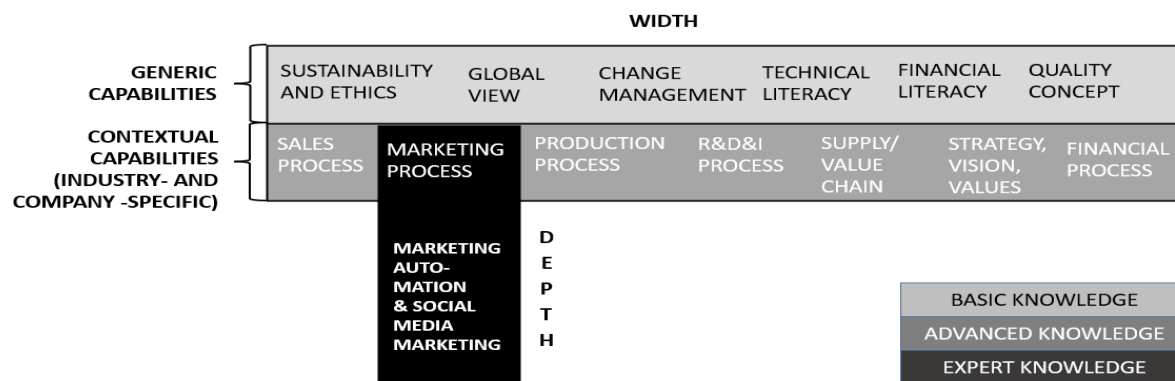 WIDTH
GENERIC
CAPABILITIES
SUSTAINABILITY
AND ETHICS
GLOBAL
VIEW
CHANGE
MANAGEMENT
TECHNICAL
LITERACY
FINANCIAL
LITERACY
QUALITY
CONCEPT
CONTEXTUAL
CAPABILITIES
(INDUSTRY- AND
COMPANY -SPECIFIC)
SALES
PROCESS
MARKETING
PROCESS
PRODUCTION
PROCESS
R&D&I
PROCESS
SUPPLY/
VALUE
CHAIN
STRATEGY,
VISION,
VALUES
FINANCIAL
PROCESS
MARKETING
AUTO-
MATION
& SOCIAL
MEDIA
MARKETING
D
E
P
T
H
BASIC KNOWLEDGE
ADVANCED KNOWLEDGE
EXPERT KNOWLEDGE